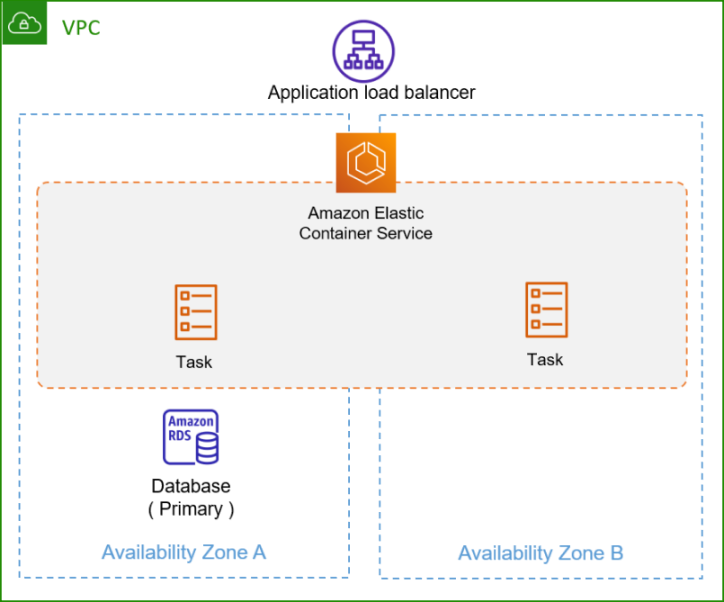 VPC
Application load balancer
Amazon Elastic
Container Service
Task
Task
Amazon
RDS
Database
( Primary )
Availability Zone A
Availability Zone B